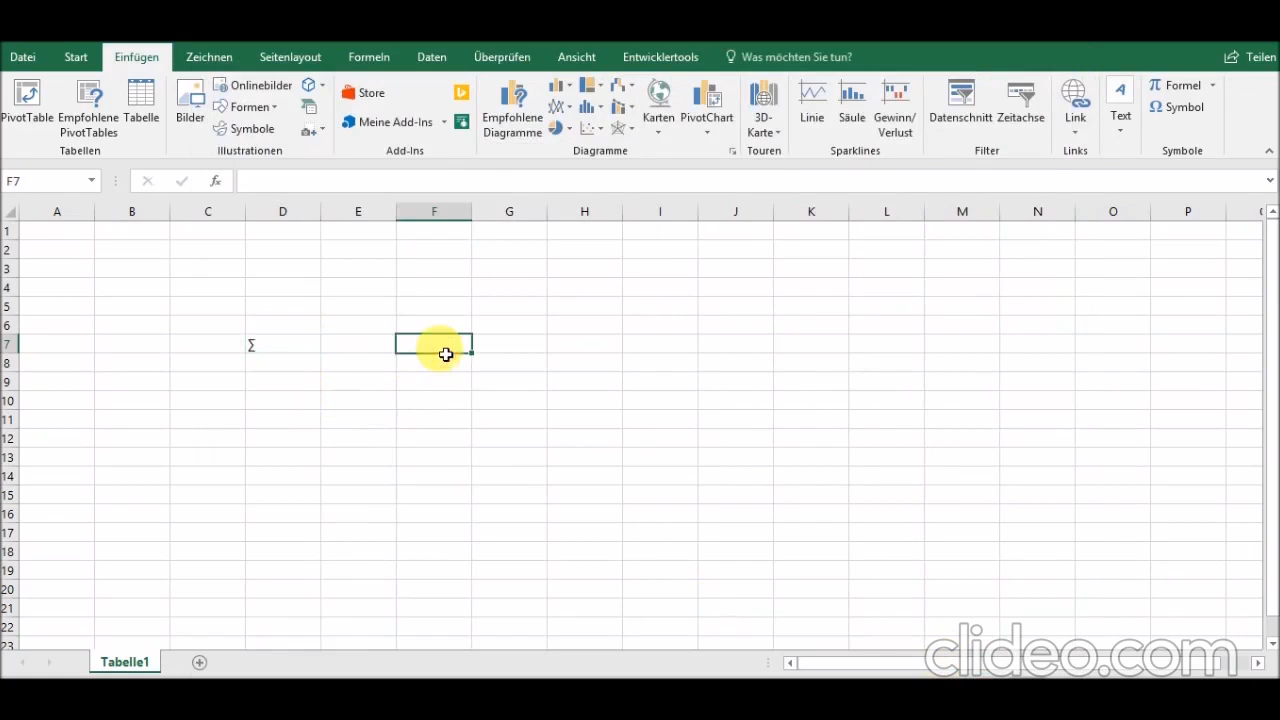 Datei Start Einfügen Zeichnen Seitenlayout Formeln Daten Überprüfen Ansicht Entwicklertools Was möchten Sie tun? Teilen
PivotTable Empfohlene PivotTables Tabelle
Tabellen
Bilder Onlinebilder
Formen
Symbole
Illustrationen
Store
Meine Add-Ins
Add-Ins
Empfohlene Diagramme Karten PivotChart
Diagramme
3D-Karte
Touren
Linie Säule Gewinn/Verlust
Sparklines
Datenschnitt Zeitachse
Filter
Link
Links
A
Text
π Formel
Ω Symbol
Symbole
F7 fx
A B C D E F G H I J K L M N O P
1
2
3
4
5
6
7 ∑
8
9
10
11
12
13
14
15
16
17
18
19
20
21
22
23
Tabelle1
clideo.com